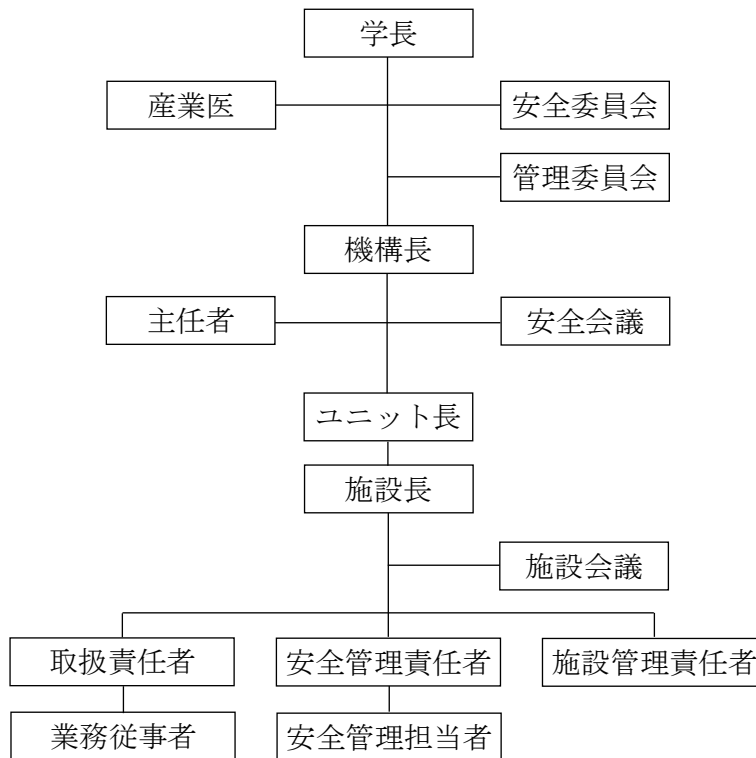 学長
産業医
安全委員会
管理委員会
機構長
主任者
安全会議
ユニット長
施設長
施設会議
取扱責任者
安全管理責任者
施設管理責任者
業務従事者
安全管理担当者